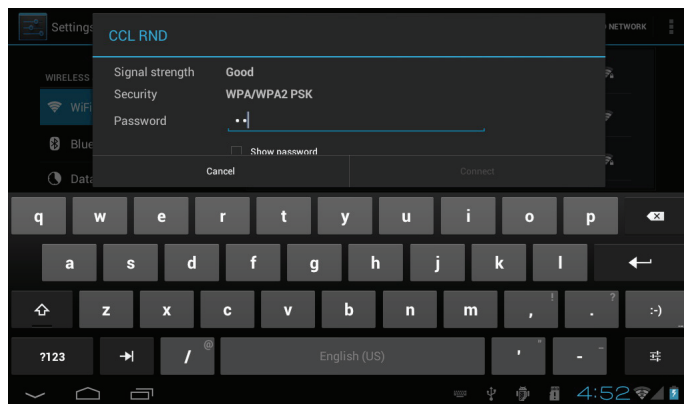 Settings
CCL RND
NETWORK
Signal strength Good
WIRELESS
Security WPA/WPA2 PSK
WiFi
Password ••
Blue
Show password
Data
Cancel Connect
q w e r t y u i o p
a s d f g h j k l
z x c v b n m , ! . ? :-)
?123 / @ English (US) ' " - _
4:52